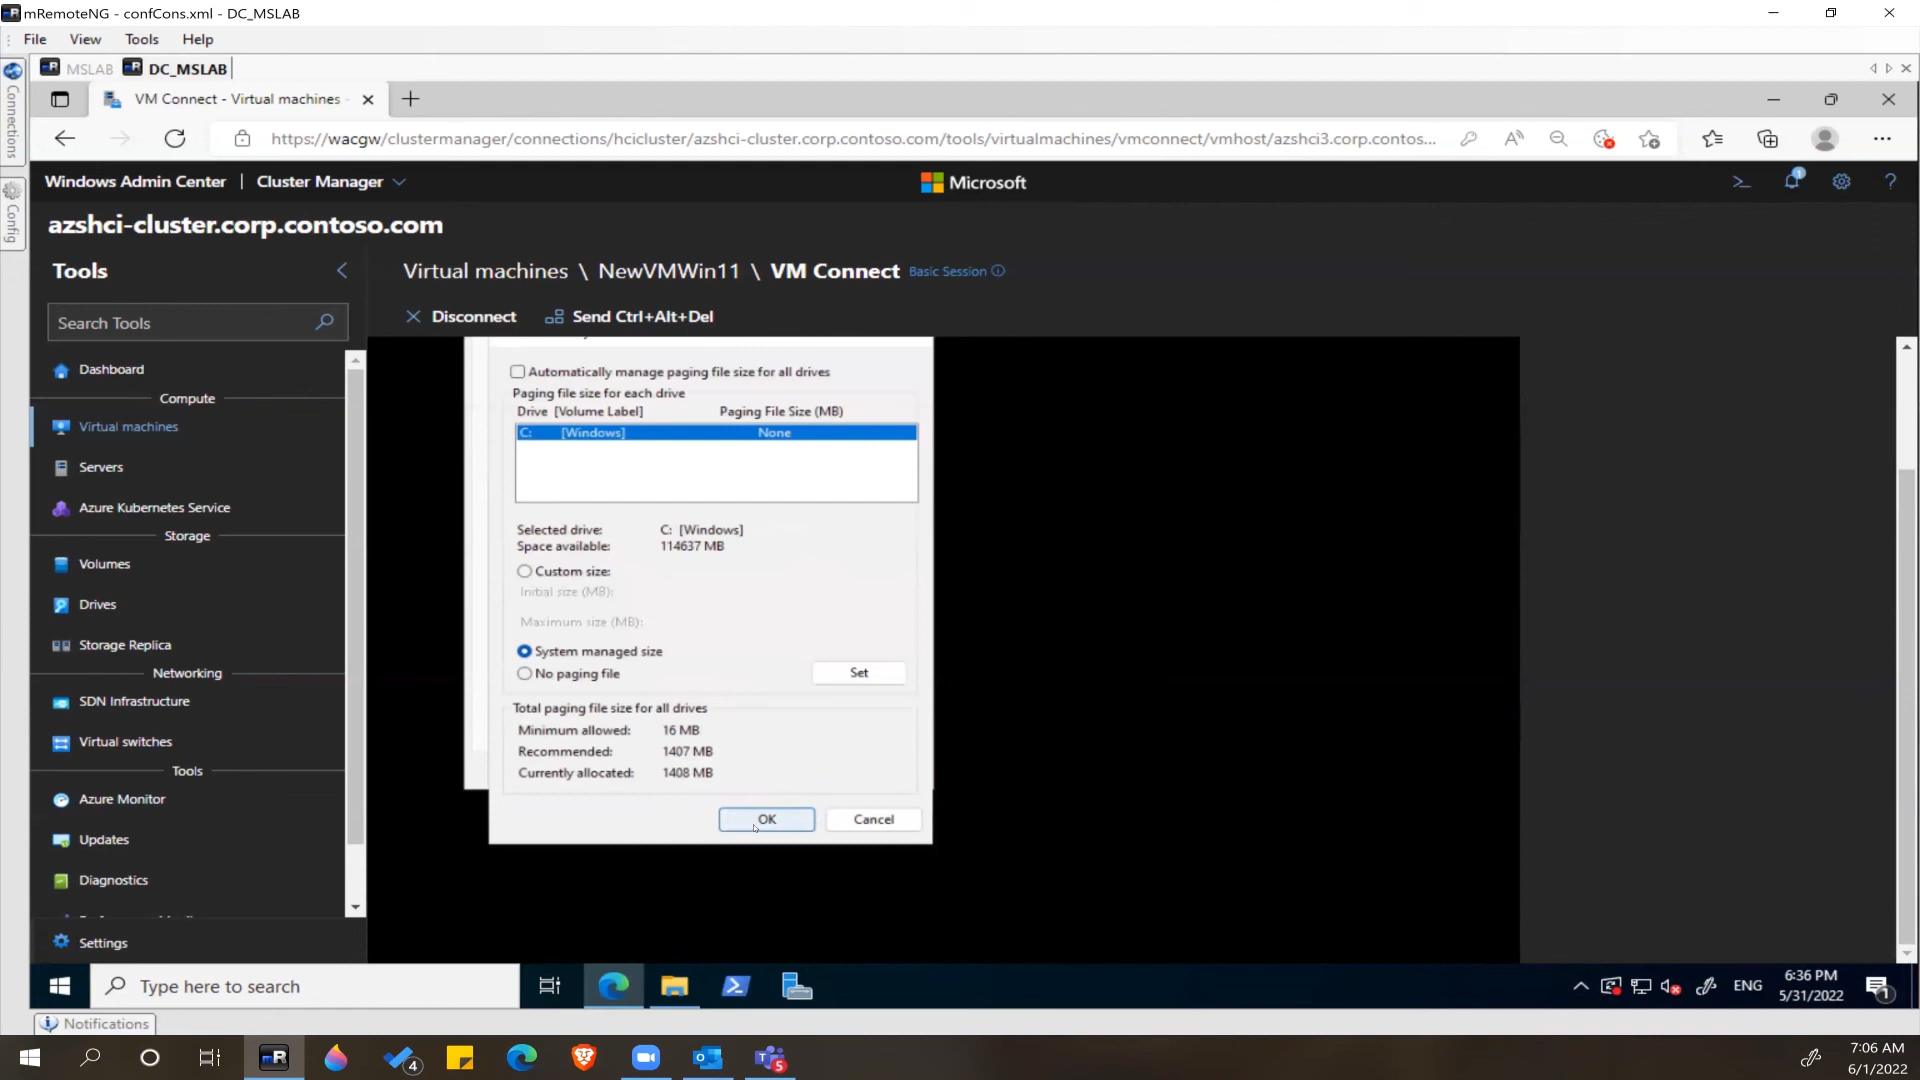 mRemoteNG - confCons.xml - DC_MSLAB
File View Tools Help
MSLAB DC_MSLAB
Connections
Config
VM Connect - Virtual machines -
https://wacgw/clustermanager/connections/hcicluster/azshci-cluster.corp.contoso.com/tools/virtualmachines/vmconnect/vmhost/azshci3.corp.contos...
Windows Admin Center | Cluster Manager
Microsoft
azshci-cluster.corp.contoso.com
Tools
Search Tools
Dashboard
Compute
Virtual machines
Servers
Azure Kubernetes Service
Storage
Volumes
Drives
Storage Replica
Networking
SDN Infrastructure
Virtual switches
Tools
Azure Monitor
Updates
Diagnostics
Settings
Virtual machines \ NewVMWin11 \ VM Connect Basic Session
Disconnect Send Ctrl+Alt+Del
Automatically manage paging file size for all drives
Paging file size for each drive
Drive [Volume Label] Paging File Size (MB)
C: [Windows] None
Selected drive: C: [Windows]
Space available: 114637 MB
Custom size:
Initial size (MB):
Maximum size (MB):
System managed size
No paging file Set
Total paging file size for all drives
Minimum allowed: 16 MB
Recommended: 1407 MB
Currently allocated: 1408 MB
OK Cancel
Type here to search
ENG
6:36 PM
5/31/2022
1
Notifications
mR
4
5
7:06 AM
6/1/2022